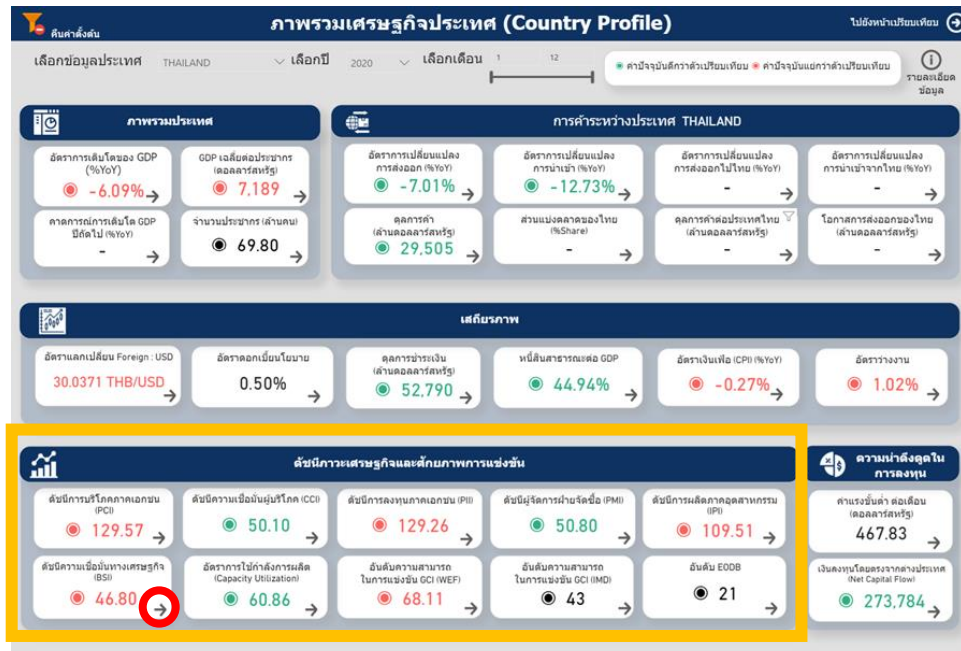 คืนค่าตั้งต้น
ภาพรวมเศรษฐกิจประเทศ (Country Profile)
ไปยังหน้าเปรียบเทียบ
เลือกข้อมูลประเทศ THAILAND เลือกปี 2020 เลือกเดือน 1 12
ค่าปัจจุบันดีกว่าตัวเปรียบเทียบ ค่าปัจจุบันแย่กว่าตัวเปรียบเทียบ
รายละเอียด
ข้อมูล
ภาพรวมประเทศ
อัตราการเติบโตของ GDP
(%YoY)
-6.09%
GDP เฉลี่ยต่อประชากร
(ดอลลาร์สหรัฐ)
7,189
คาดการณ์การเติบโต GDP
ปีถัดไป (%YoY)
-
จำนวนประชากร (ล้านคน)
69.80
การค้าระหว่างประเทศ THAILAND
อัตราการเปลี่ยนแปลง
การส่งออก (%YoY)
-7.01%
อัตราการเปลี่ยนแปลง
การนำเข้า (%YoY)
-12.73%
อัตราการเปลี่ยนแปลง
การส่งออกไปไทย (%YoY)
-
อัตราการเปลี่ยนแปลง
การนำเข้าจากไทย (%YoY)
-
ดุลการค้า
(ล้านดอลลาร์สหรัฐ)
29,505
ส่วนแบ่งตลาดของไทย
(%Share)
-
ดุลการค้าต่อประเทศไทย
(ล้านดอลลาร์สหรัฐ)
-
โอกาสการส่งออกของไทย
(ล้านดอลลาร์สหรัฐ)
-
เสถียรภาพ
อัตราแลกเปลี่ยน Foreign : USD
30.0371 THB/USD
อัตราดอกเบี้ยนโยบาย
0.50%
ดุลการชำระเงิน
(ล้านดอลลาร์สหรัฐ)
52,790
หนี้สินสาธารณะต่อ GDP
44.94%
อัตราเงินเฟ้อ (CPI) (%YoY)
-0.27%
อัตราว่างงาน
1.02%
ดัชนีภาวะเศรษฐกิจและศักยภาพการแข่งขัน
ดัชนีการบริโภคภาคเอกชน
(PCI)
129.57
ดัชนีความเชื่อมั่นผู้บริโภค (CCI)
50.10
ดัชนีการลงทุนภาคเอกชน (PII)
129.26
ดัชนีผู้จัดการฝ่ายจัดซื้อ (PMI)
50.80
ดัชนีการผลิตภาคอุตสาหกรรม
(IPI)
109.51
ดัชนีความเชื่อมั่นทางเศรษฐกิจ
(BSI)
46.80
อัตราการใช้กำลังการผลิต
(Capacity Utilization)
60.86
อันดับความสามารถ
ในการแข่งขัน GCI (WEF)
68.11
อันดับความสามารถ
ในการแข่งขัน GCI (IMD)
43
อันดับ EODB
21
ความน่าดึงดูดใน
การลงทุน
ค่าแรงขั้นต่ำ ต่อเดือน
(ดอลลาร์สหรัฐ)
467.83
เงินลงทุนโดยตรงจากต่างประเทศ
(Net Capital Flow)
273,784